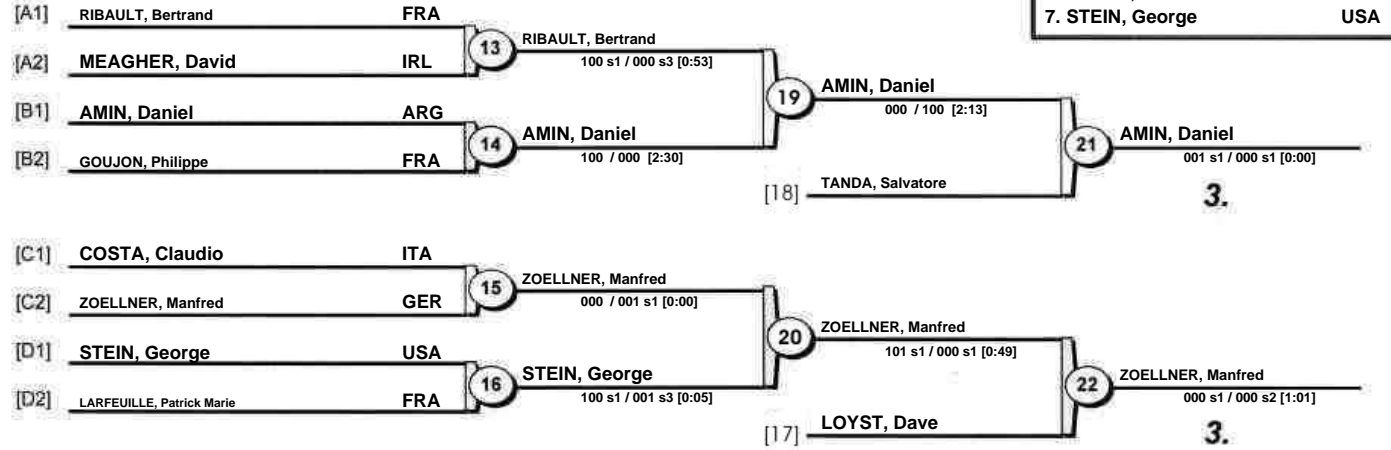 [A1] RIBAULT, Bertrand FRA
[A2] MEAGHER, David IRL
13
RIBAULT, Bertrand
100 s1 / 000 s3 [0:53]
[B1] AMIN, Daniel ARG
[B2] GOUJON, Philippe FRA
14
AMIN, Daniel
100 / 000 [2:30]
19
AMIN, Daniel
000 / 100 [2:13]
[18] TANDA, Salvatore
21
AMIN, Daniel
001 s1 / 000 s1 [0:00]
3.
7. STEIN, George USA
[C1] COSTA, Claudio ITA
[C2] ZOELLNER, Manfred GER
15
ZOELLNER, Manfred
000 / 001 s1 [0:00]
[D1] STEIN, George USA
[D2] LARFEUILLE, Patrick Marie FRA
16
STEIN, George
100 s1 / 001 s3 [0:05]
20
ZOELLNER, Manfred
101 s1 / 000 s1 [0:49]
[17] LOYST, Dave
22
ZOELLNER, Manfred
000 s1 / 000 s2 [1:01]
3.